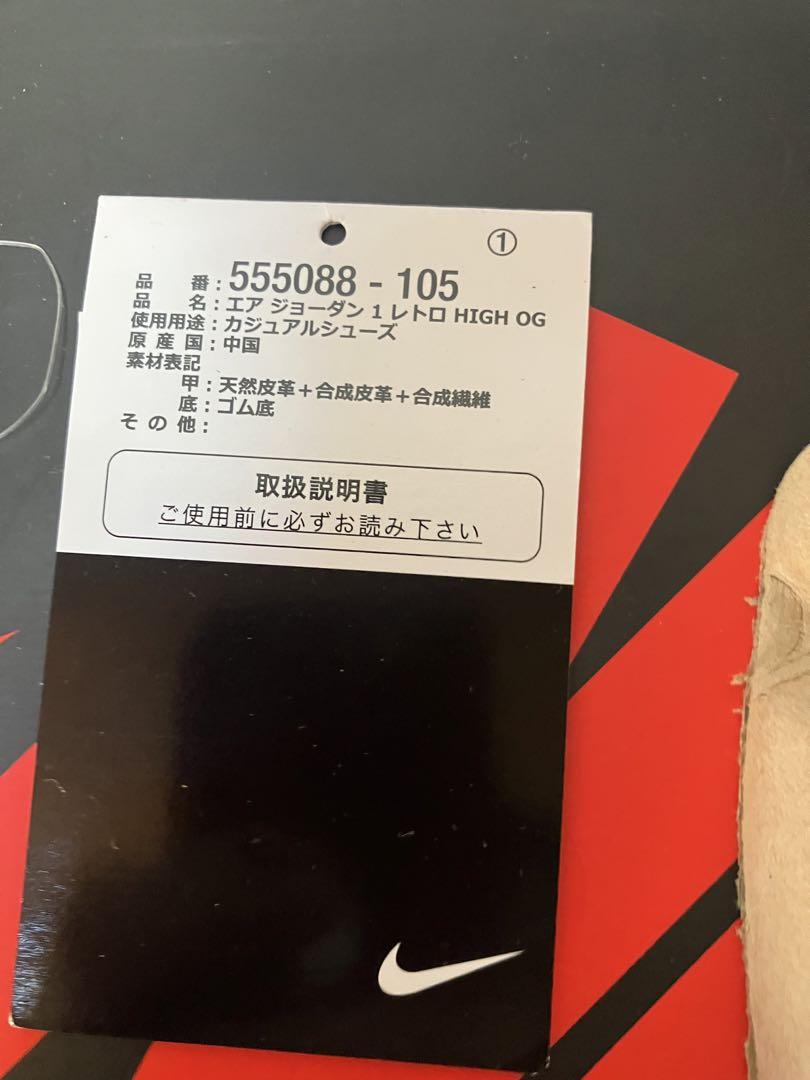 ①
品 番:555088 - 105
品 名:エア ジョーダン 1 レトロ HIGH OG
使用用途:カジュアルシューズ
原 産 国:中国
素材表記
甲:天然皮革+合成皮革+合成繊維
底:ゴム底
そ の 他:
取扱説明書
ご使用前に必ずお読み下さい